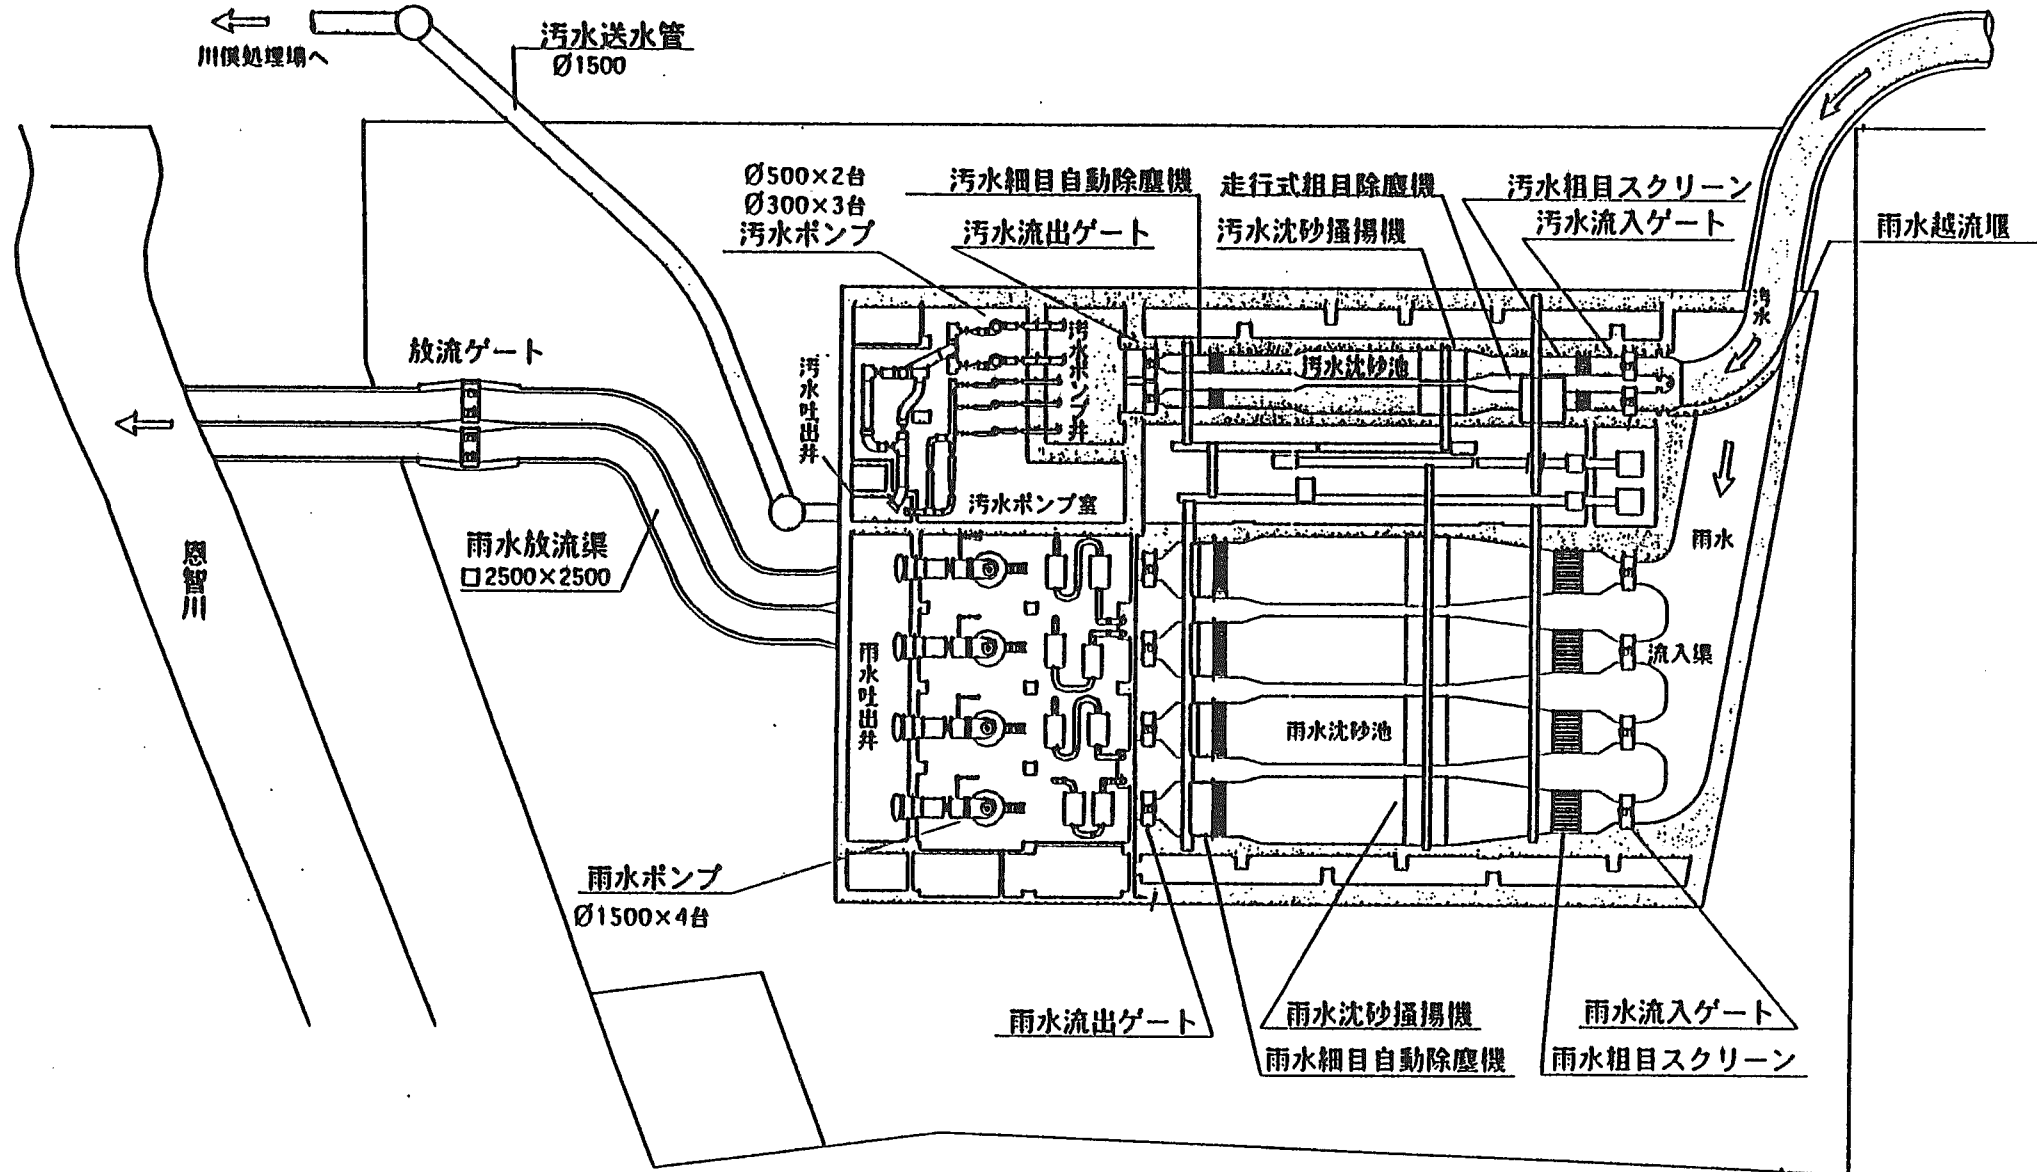 川俣処理場へ
汚水送水管
Ø1500
Ø500×2台
Ø300×3台
汚水ポンプ
汚水細目自動除塵機
汚水流出ゲート
走行式粗目除塵機
汚水沈砂掻揚機
汚水粗目スクリーン
汚水流入ゲート
雨水越流堰
汚水
放流ゲート
汚水吐出井
汚水ポンプ井
汚水沈砂池
汚水ポンプ室
雨水
恩智川
雨水放流渠
□2500×2500
雨水吐出井
流入渠
雨水沈砂池
雨水ポンプ
Ø1500×4台
雨水流出ゲート
雨水沈砂掻揚機
雨水細目自動除塵機
雨水流入ゲート
雨水粗目スクリーン